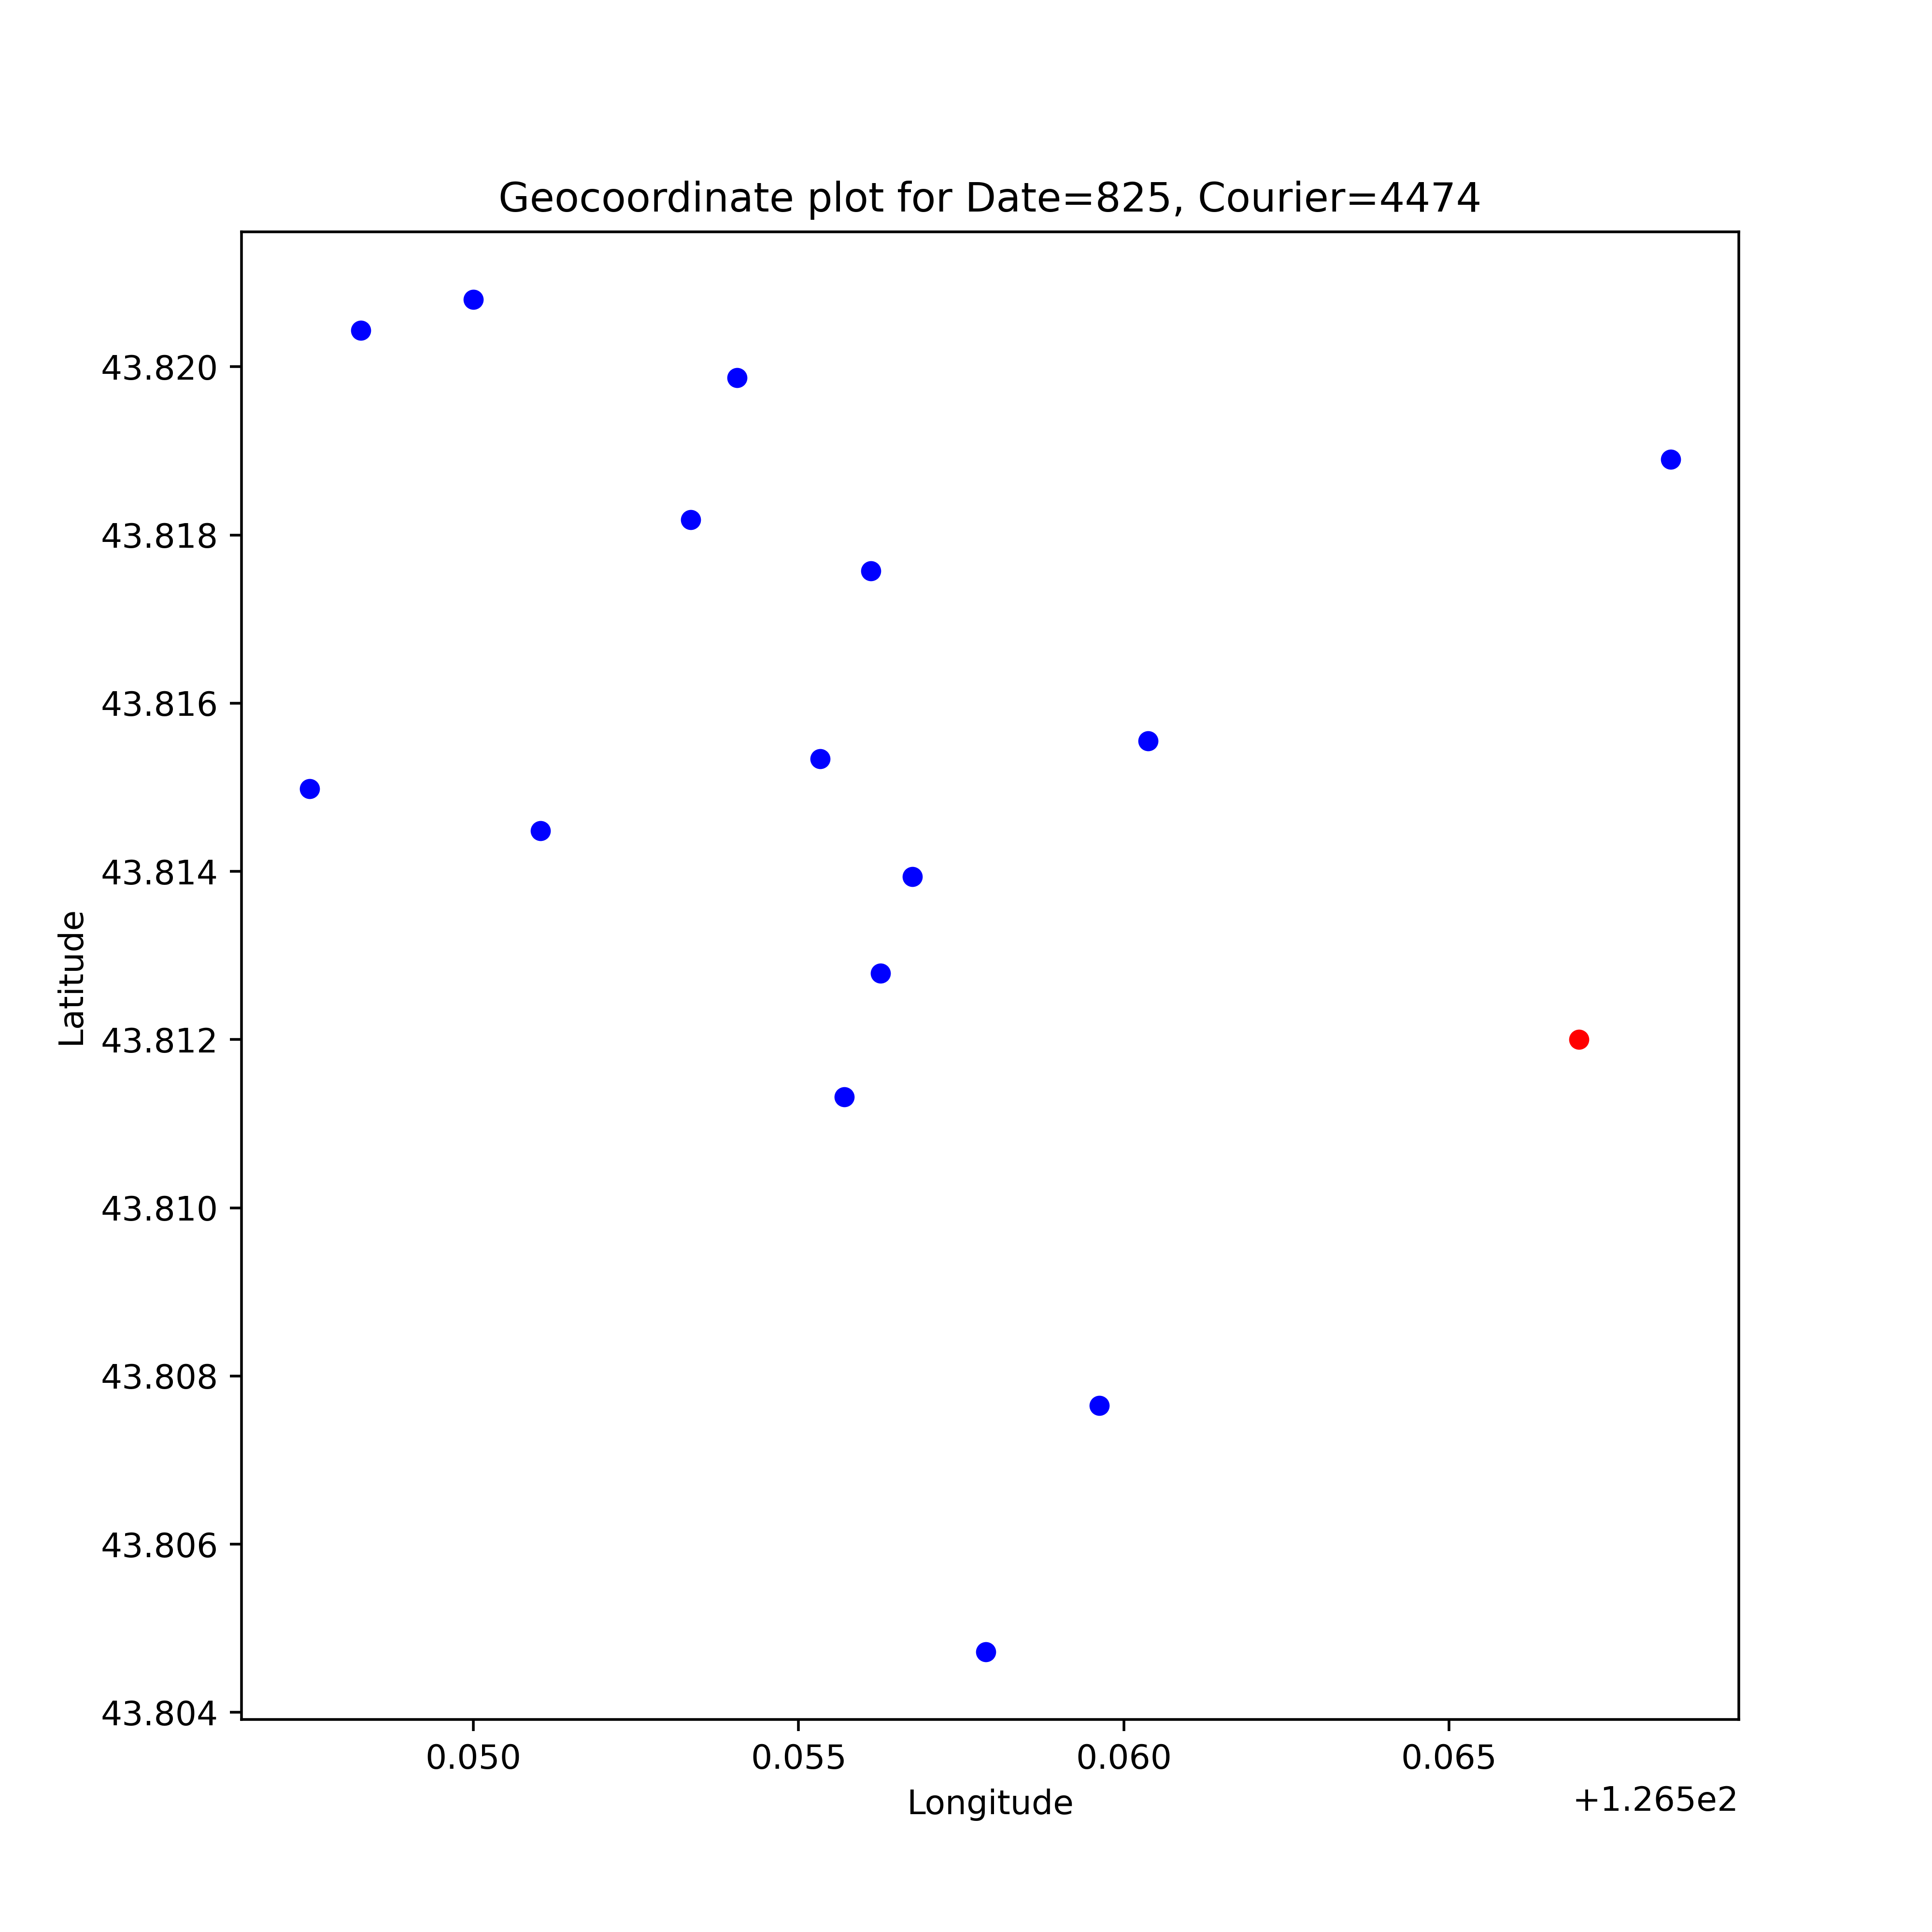 Geocoordinate plot for Date=825, Courier=4474
43.820
43.818
43.816
43.814
43.812
43.810
43.808
43.806
43.804
Latitude
0.050 0.055 0.060 0.065
Longitude
+1.265e2